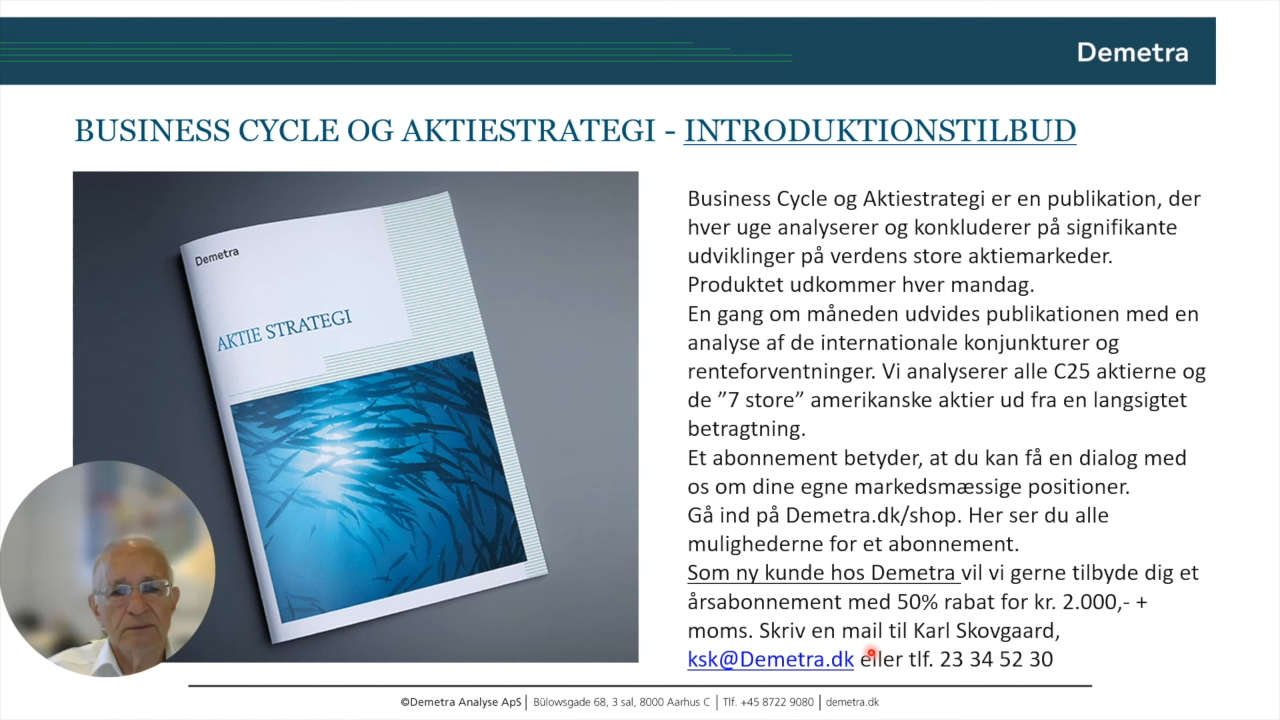 Demetra
BUSINESS CYCLE OG AKTIESTRATEGI - INTRODUKTIONSTILBUD
Demetra
AKTIE STRATEGI
Business Cycle og Aktiestrategi er en publikation, der
hver uge analyserer og konkluderer på signifikante
udviklinger på verdens store aktiemarkeder.
Produktet udkommer hver mandag.
En gang om måneden udvides publikationen med en
analyse af de internationale konjunkturer og
renteforventninger. Vi analyserer alle C25 aktierne og
de ”7 store” amerikanske aktier ud fra en langsigtet
betragtning.
Et abonnement betyder, at du kan få en dialog med
os om dine egne markedsmæssige positioner.
Gå ind på Demetra.dk/shop. Her ser du alle
mulighederne for et abonnement.
Som ny kunde hos Demetra vil vi gerne tilbyde dig et
årsabonnement med 50% rabat for kr. 2.000,- +
moms. Skriv en mail til Karl Skovgaard,
ksk@Demetra.dk eller tlf. 23 34 52 30
©Demetra Analyse ApS | Bülowsgade 68, 3 sal, 8000 Aarhus C | Tlf. +45 8722 9080 | demetra.dk